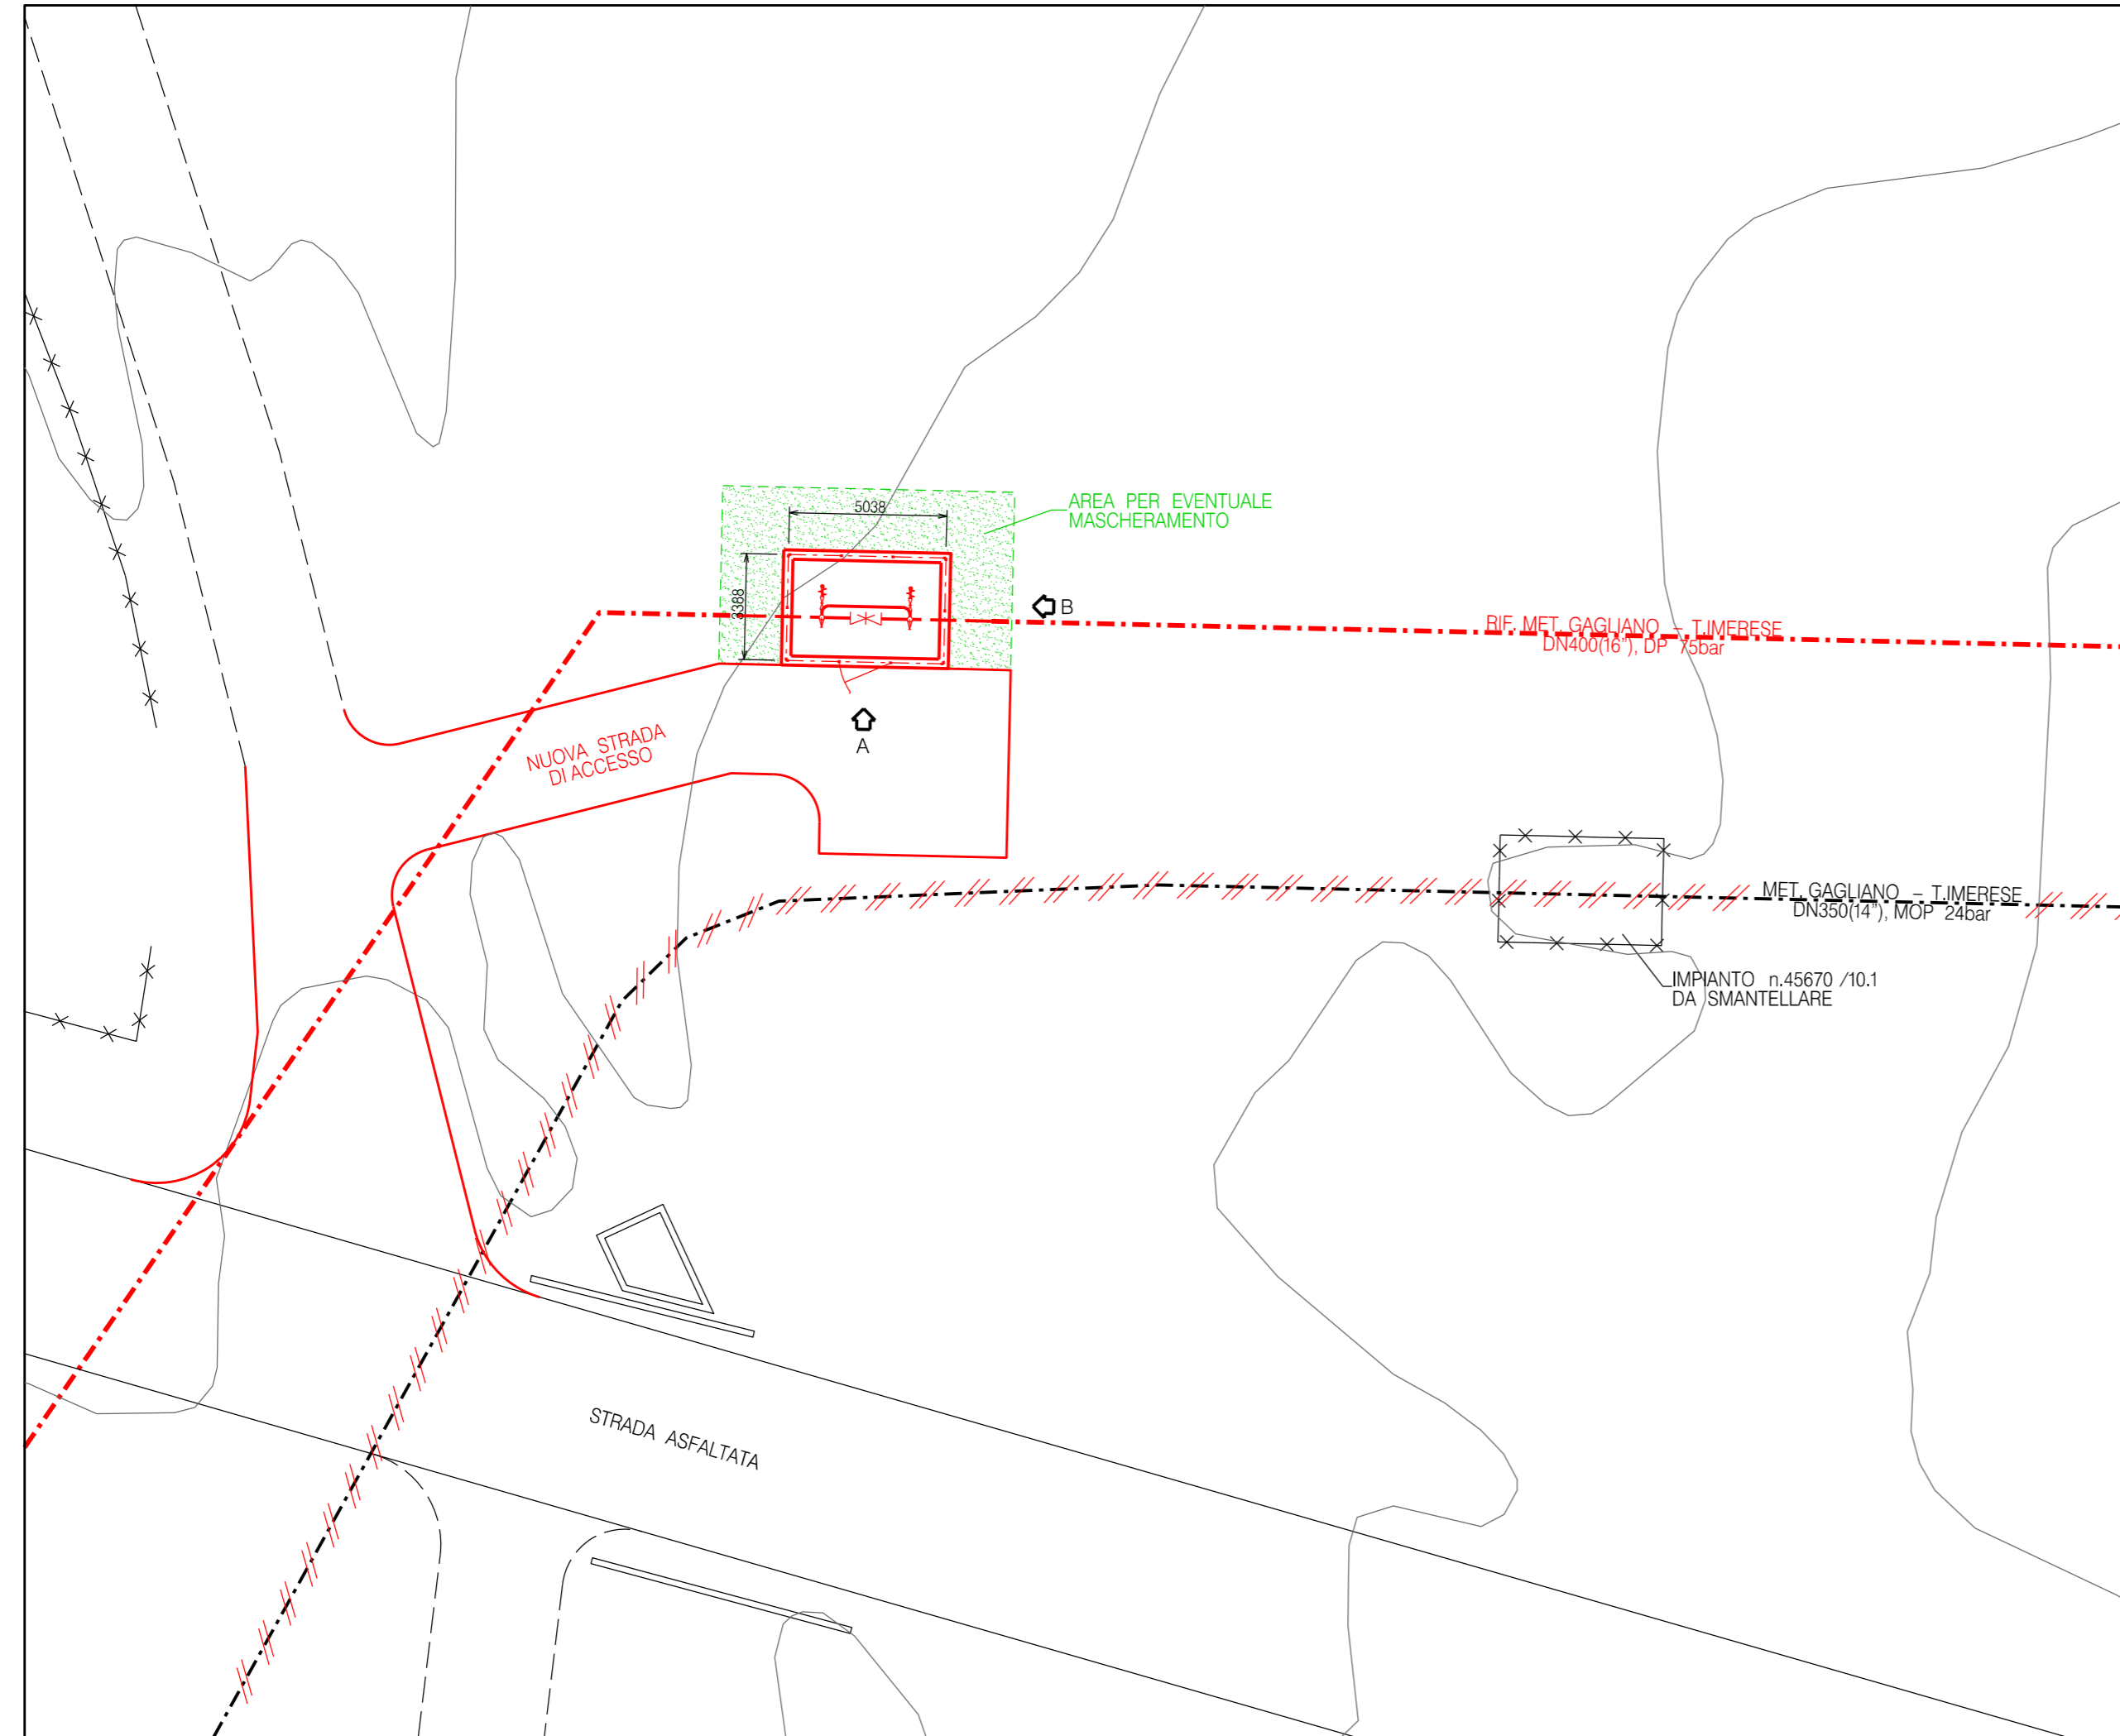 AREA PER EVENTUALE
MASCHERAMENTO
5038
3388
B
RIF. MET. GAGLIANO – T.IMERESE
DN400(16"), DP 75bar
A
NUOVA STRADA
DI ACCESSO
MET. GAGLIANO – T.IMERESE
DN350(14"), MOP 24bar
IMPIANTO n.45670 /10.1
DA SMANTELLARE
STRADA ASFALTATA